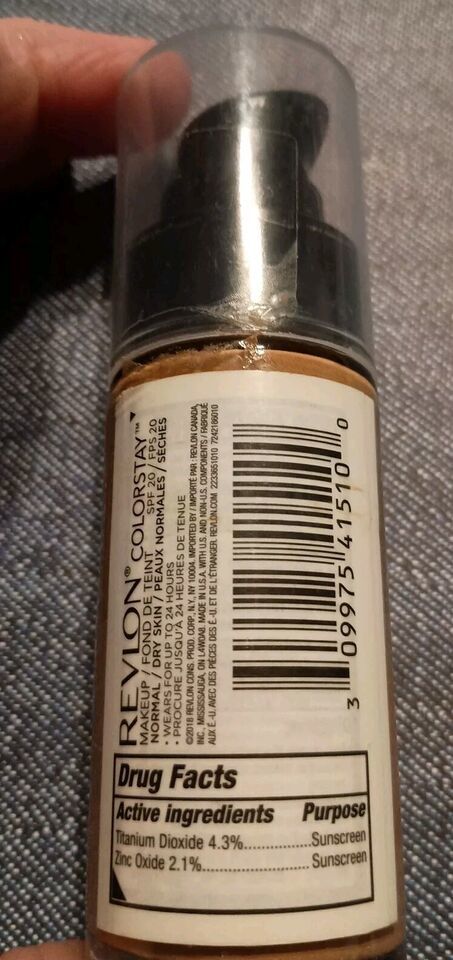 REVLON® COLORSTAY™
MAKEUP / FOND DE TEINT SPF 20 / FPS 20
NORMAL / DRY SKIN / PEAUX NORMALES / SÈCHES
• WEARS FOR UP TO 24 HOURS
• PROCURE JUSQU'À 24 HEURES DE TENUE
©2018 REVLON CONS. PROD. CORP., N.Y., NY 10004. IMPORTED BY / IMPORTÉ PAR : REVLON CANADA,
INC. MISSISSAUGA, ON MADE IN U.S.A. WITH U.S. AND NON-U.S. COMPONENTS / FABRIQUÉ
AUX É.-U. AVEC DES PIÈCES DES É.-U. ET DE L'ÉTRANGER. REVLON.COM 7242186010
3 09975 41510 0
Drug Facts
Active ingredients Purpose
Titanium Dioxide 4.3%..................Sunscreen
Zinc Oxide 2.1%............................ Sunscreen